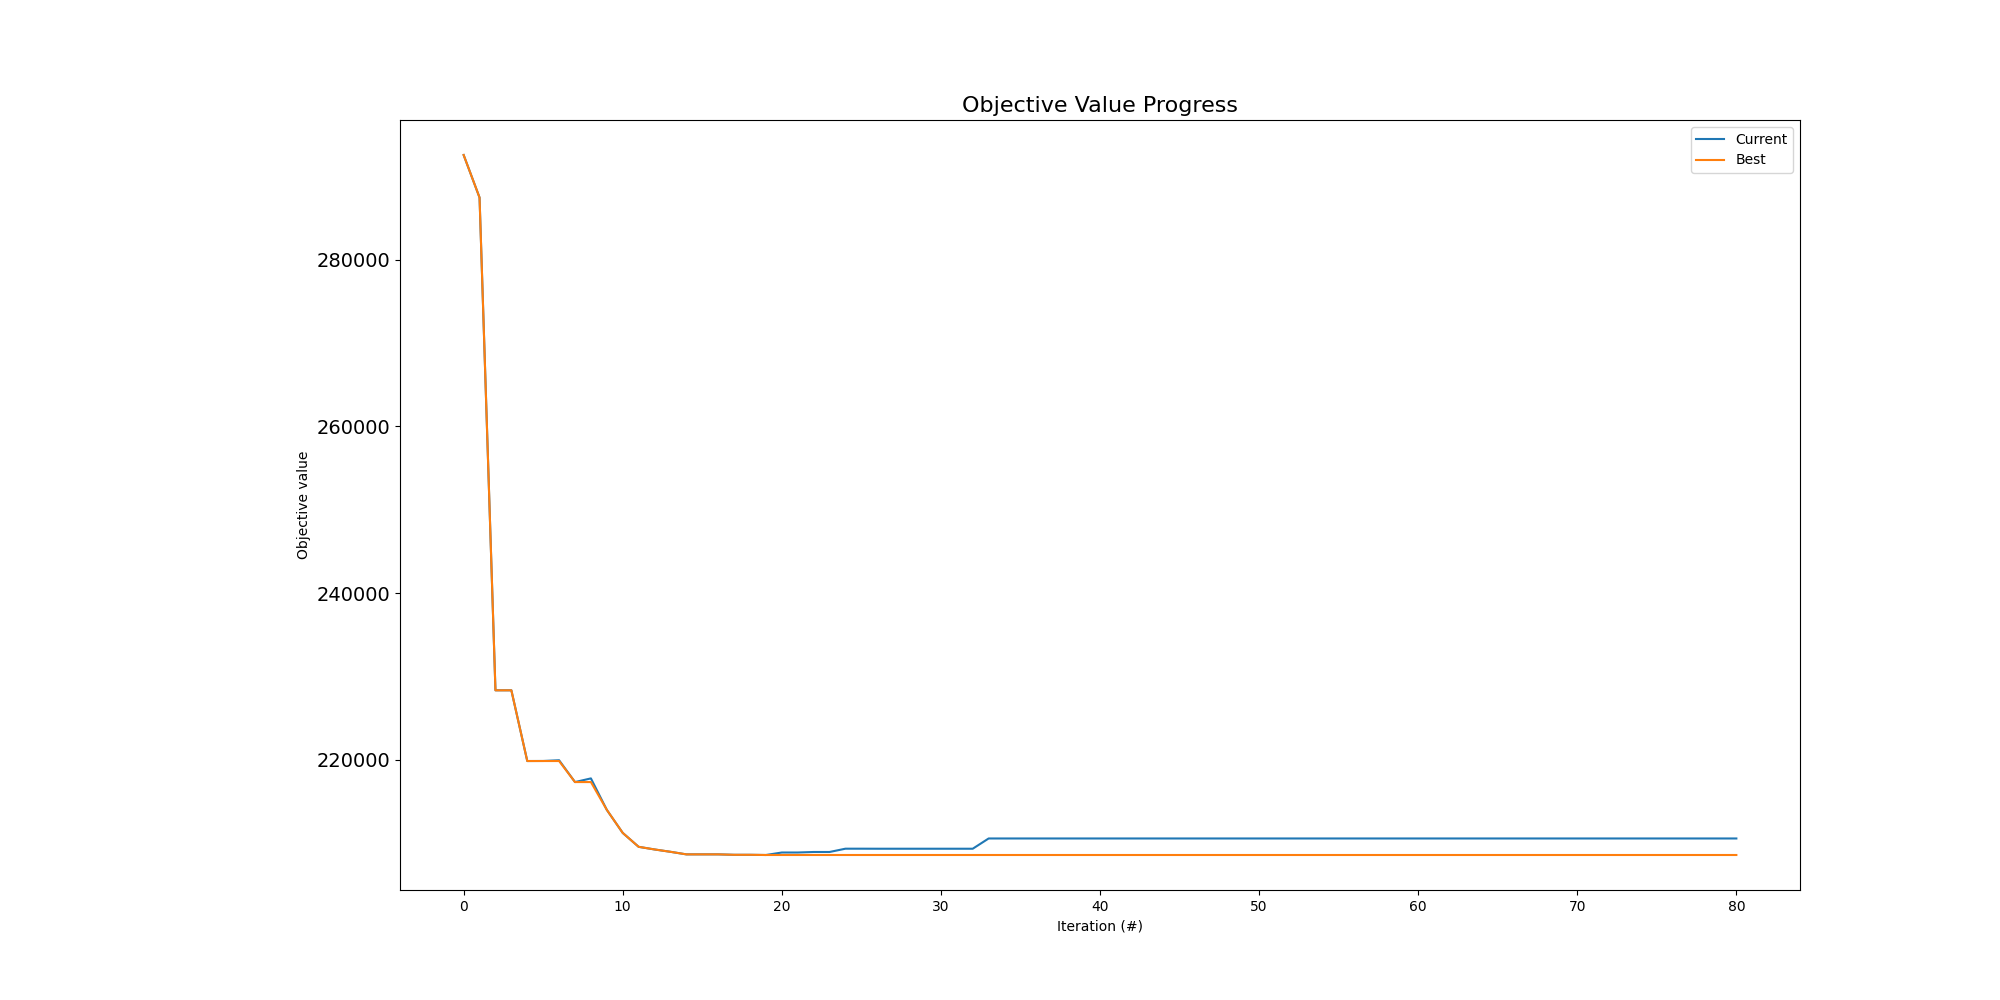 Objective Value Progress
Current
Best
280000
260000
240000
220000
Objective value
0 10 20 30 40 50 60 70 80
Iteration (#)